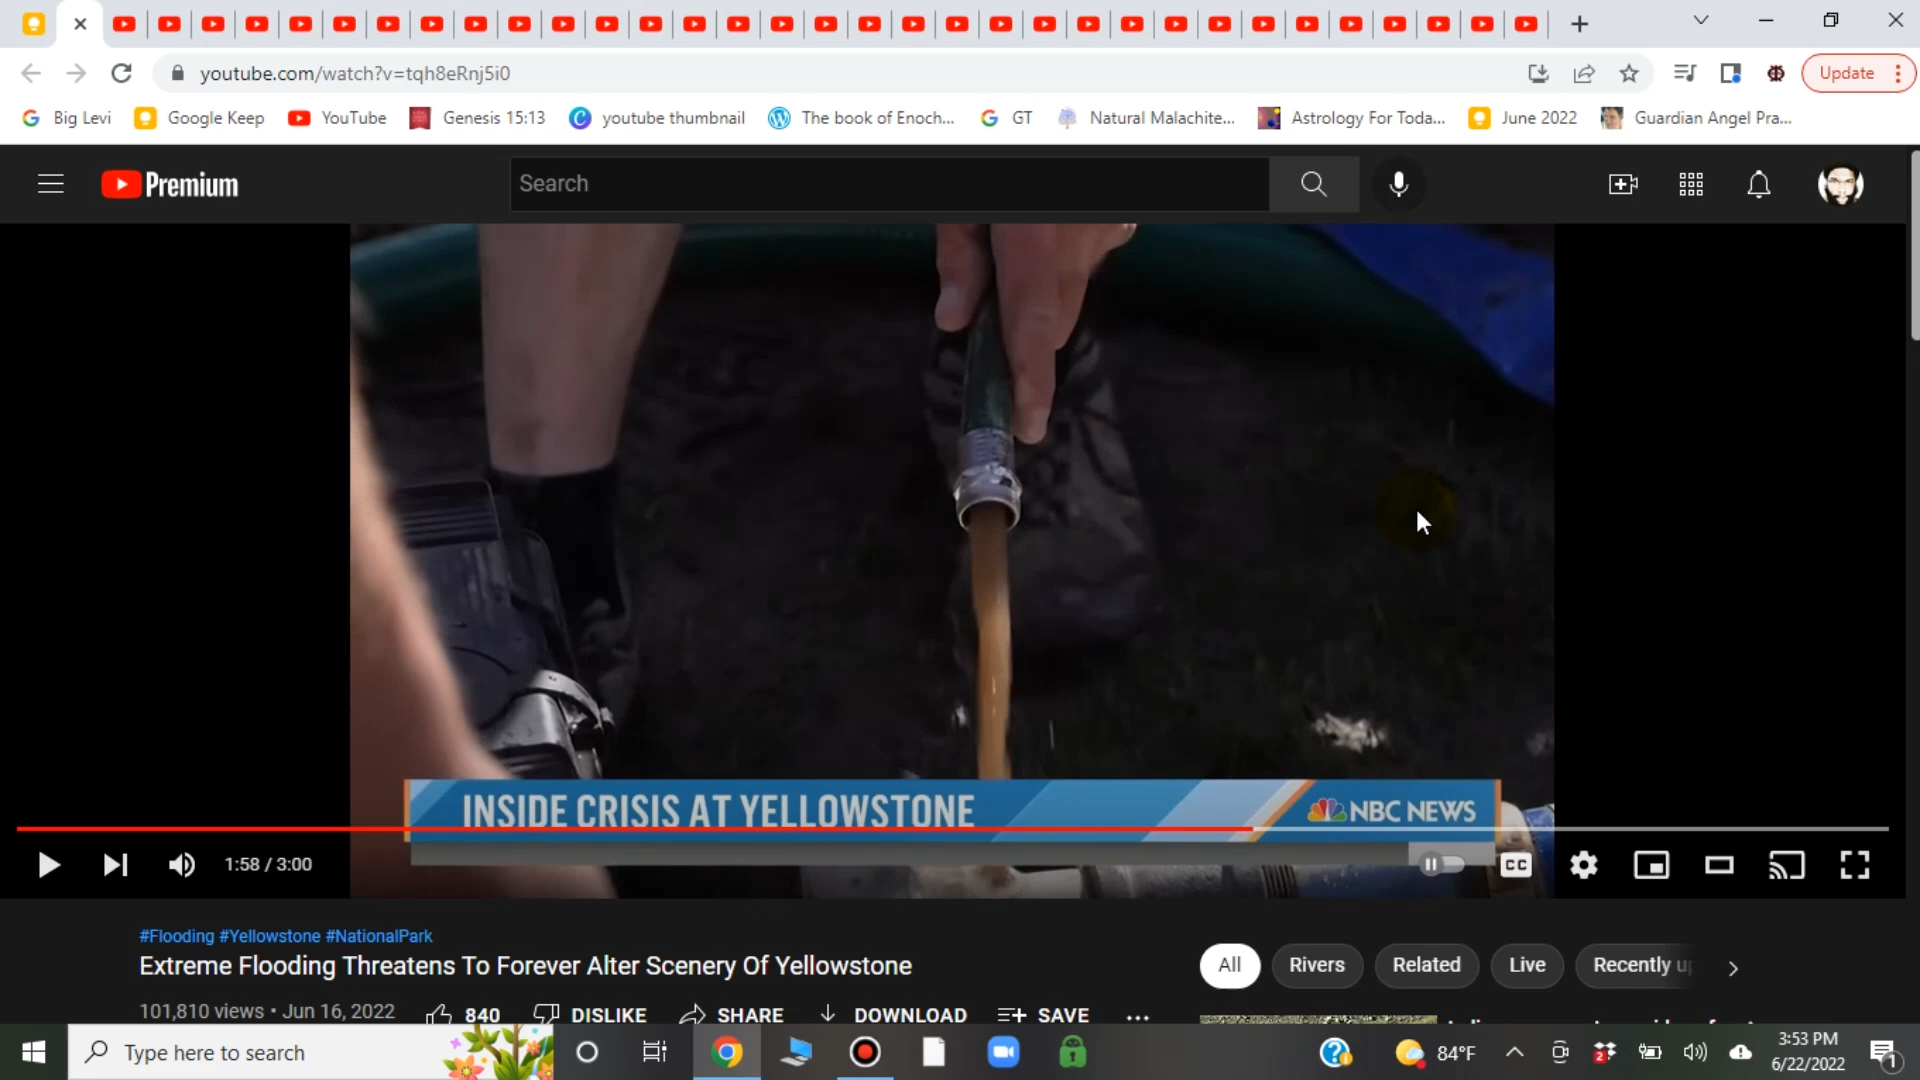 youtube.com/watch?v=tqh8eRnj5i0
Update
Big Levi
Google Keep
YouTube
Genesis 15:13
youtube thumbnail
The book of Enoch...
GT
Natural Malachite...
Astrology For Toda...
June 2022
Guardian Angel Pra...
Premium
Search
INSIDE CRISIS AT YELLOWSTONE
NBC NEWS
1:58 / 3:00
CC
#Flooding #Yellowstone #NationalPark
Extreme Flooding Threatens To Forever Alter Scenery Of Yellowstone
101,810 views • Jun 16, 2022
840
DISLIKE
SHARE
DOWNLOAD
SAVE
All
Rivers
Related
Live
Recently
Type here to search
84°F
3:53 PM
6/22/2022
1